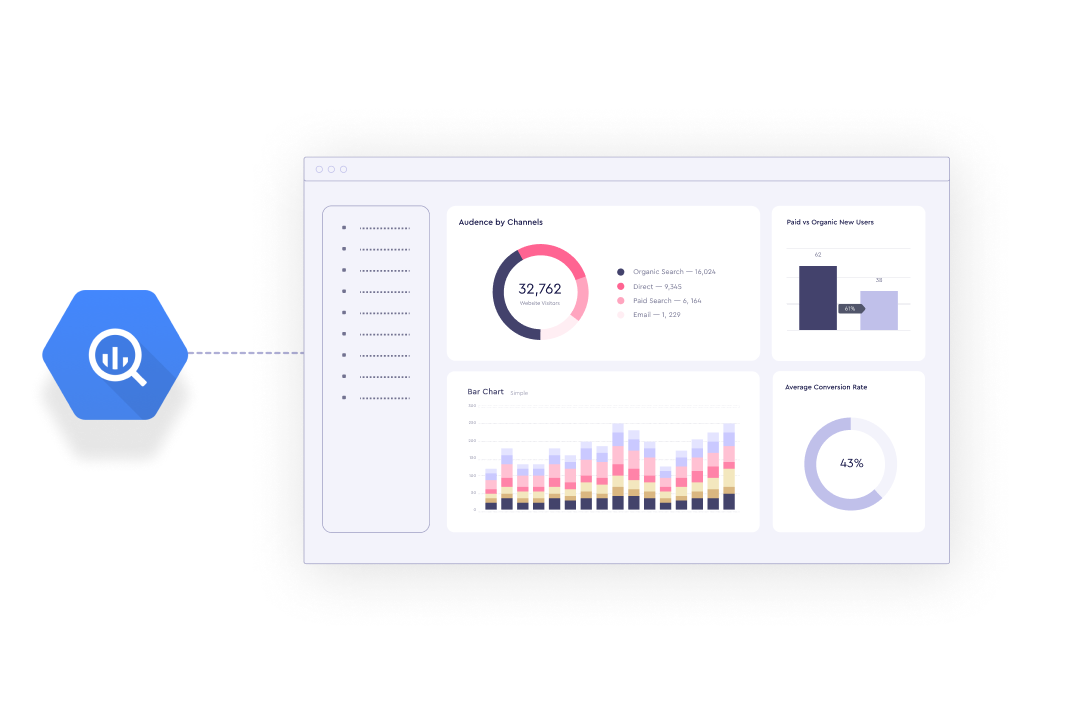 Audence by Channels
32,762
Website Visitors
Organic Search — 16,024
Direct — 9,345
Paid Search — 6, 164
Email — 1, 229
Paid vs Organic New Users
62
38
61%
Bar Chart Simple
Average Conversion Rate
43%